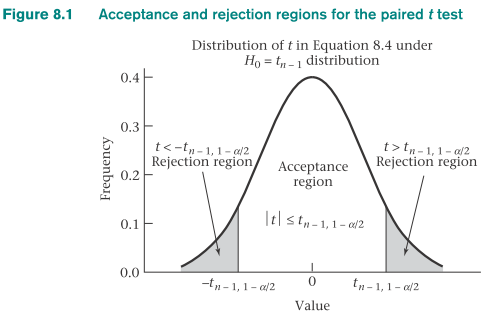 Figure 8.1 Acceptance and rejection regions for the paired t test
Distribution of t in Equation 8.4 under
H₀ = tₙ₋₁ distribution
0.4
0.3
0.2
0.1
0.0
Frequency
t < –tₙ₋₁, ₁₋α/₂
Rejection region
Acceptance
region
|t| ≤ tₙ₋₁, ₁₋α/₂
t > tₙ₋₁, ₁₋α/₂
Rejection region
–tₙ₋₁, ₁₋α/₂
0
tₙ₋₁, ₁₋α/₂
Value